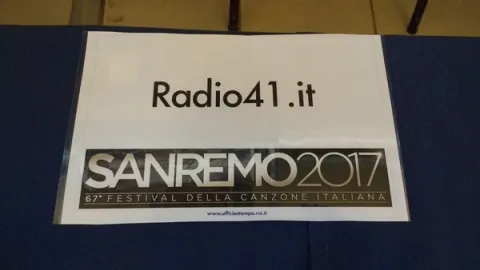 Radio41.it
SANREMO2017
67° FESTIVAL DELLA CANZONE ITALIANA
www.ufficiostampa.rai.it